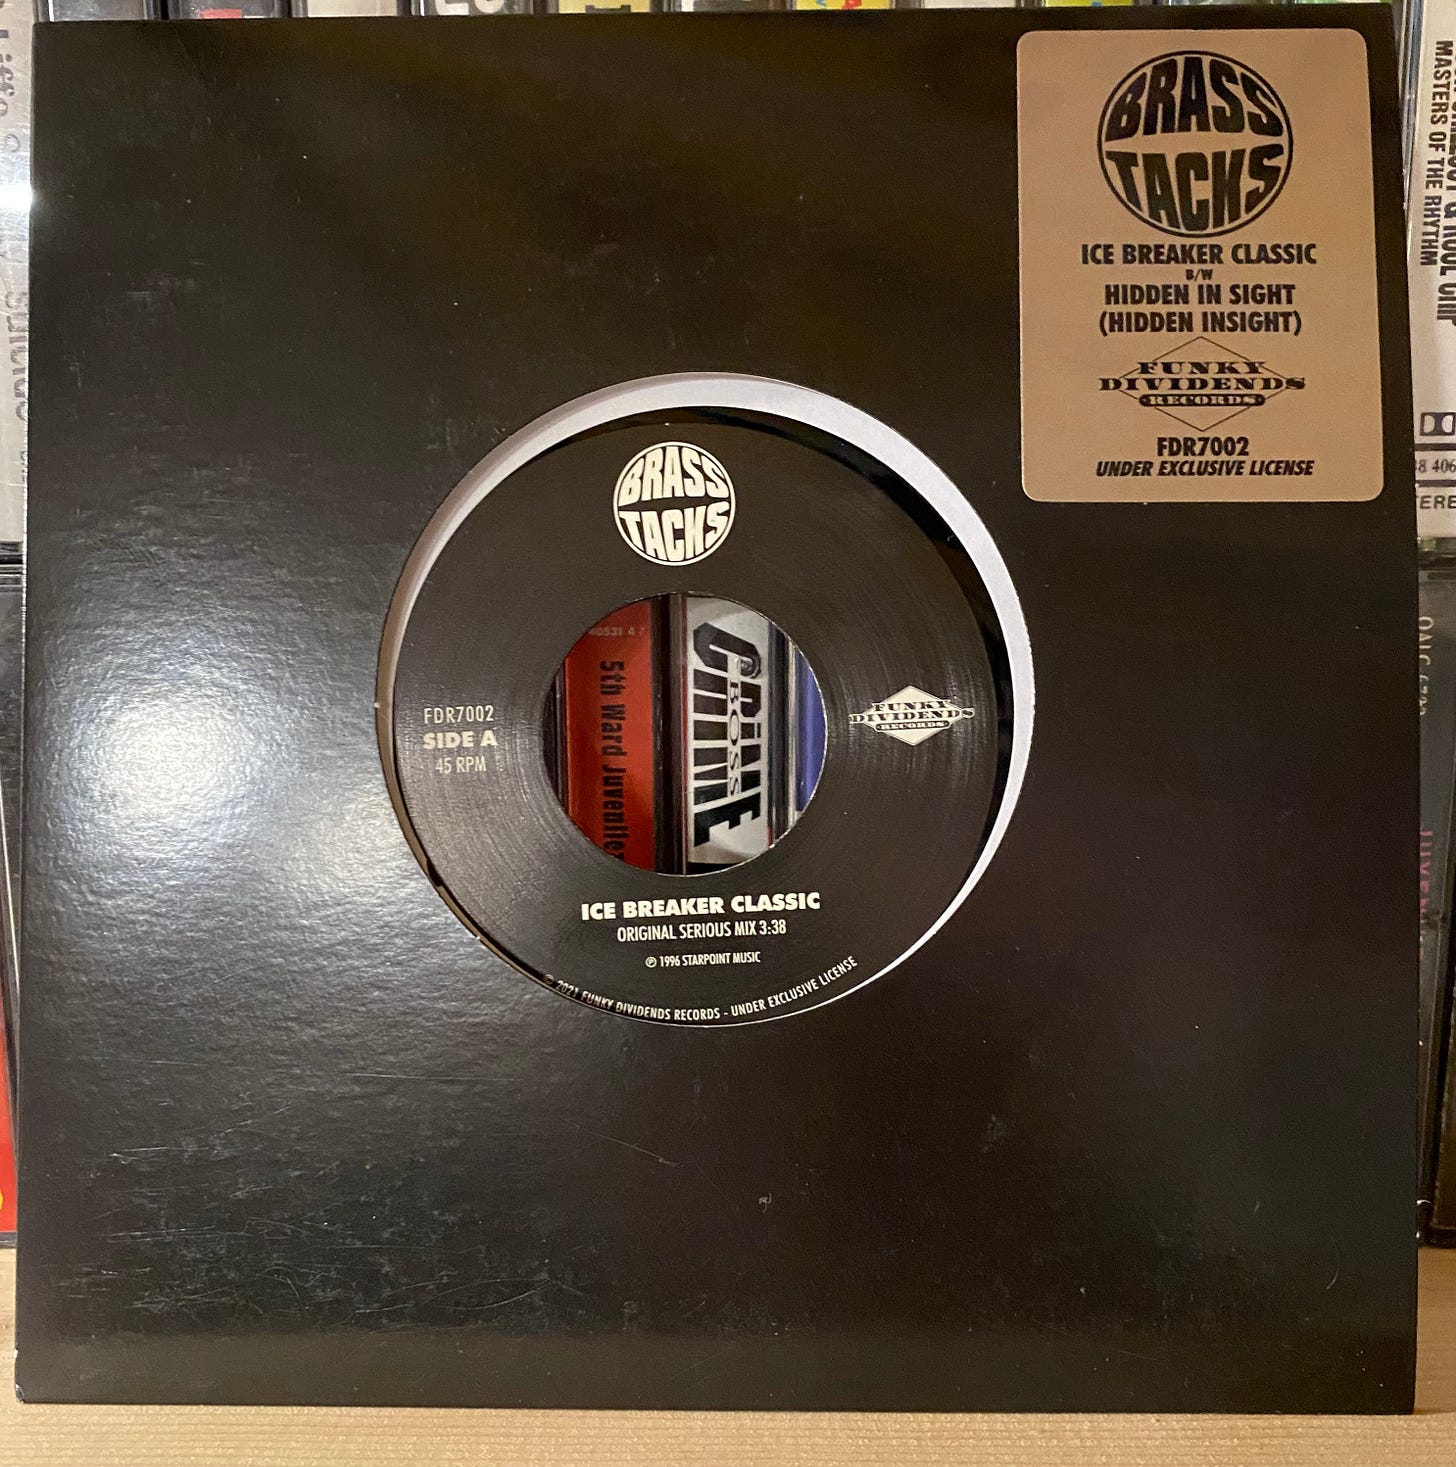 BRASS
TACKS
ICE BREAKER CLASSIC
B/W
HIDDEN IN SIGHT
(HIDDEN INSIGHT)
FUNKY
DIVIDENDS
RECORDS
FDR7002
UNDER EXCLUSIVE LICENSE
BRASS
TACKS
FDR7002
SIDE A
45 RPM
FUNKY
DIVIDENDS
RECORDS
ICE BREAKER CLASSIC
ORIGINAL SERIOUS MIX 3:38
℗ 1996 STARPOINT MUSIC
© 2021 FUNKY DIVIDENDS RECORDS - UNDER EXCLUSIVE LICENSE
5th Ward Juvenilez
BOSS
MASTERS OF THE RHYTHM